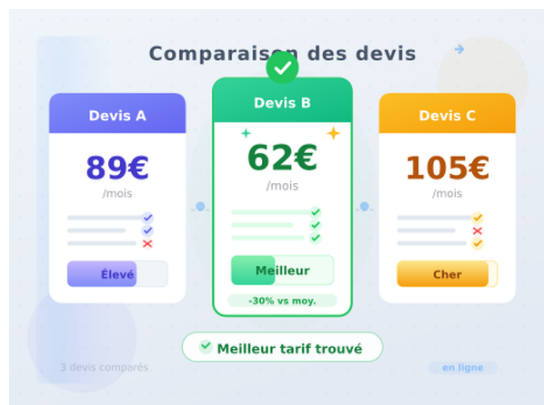 Comparaison des devis
Devis A
89€
/mois
Élevé
Devis B
62€
/mois
Meilleur
-30% vs moy.
Devis C
105€
/mois
Cher
Meilleur tarif trouvé
3 devis comparés
en ligne